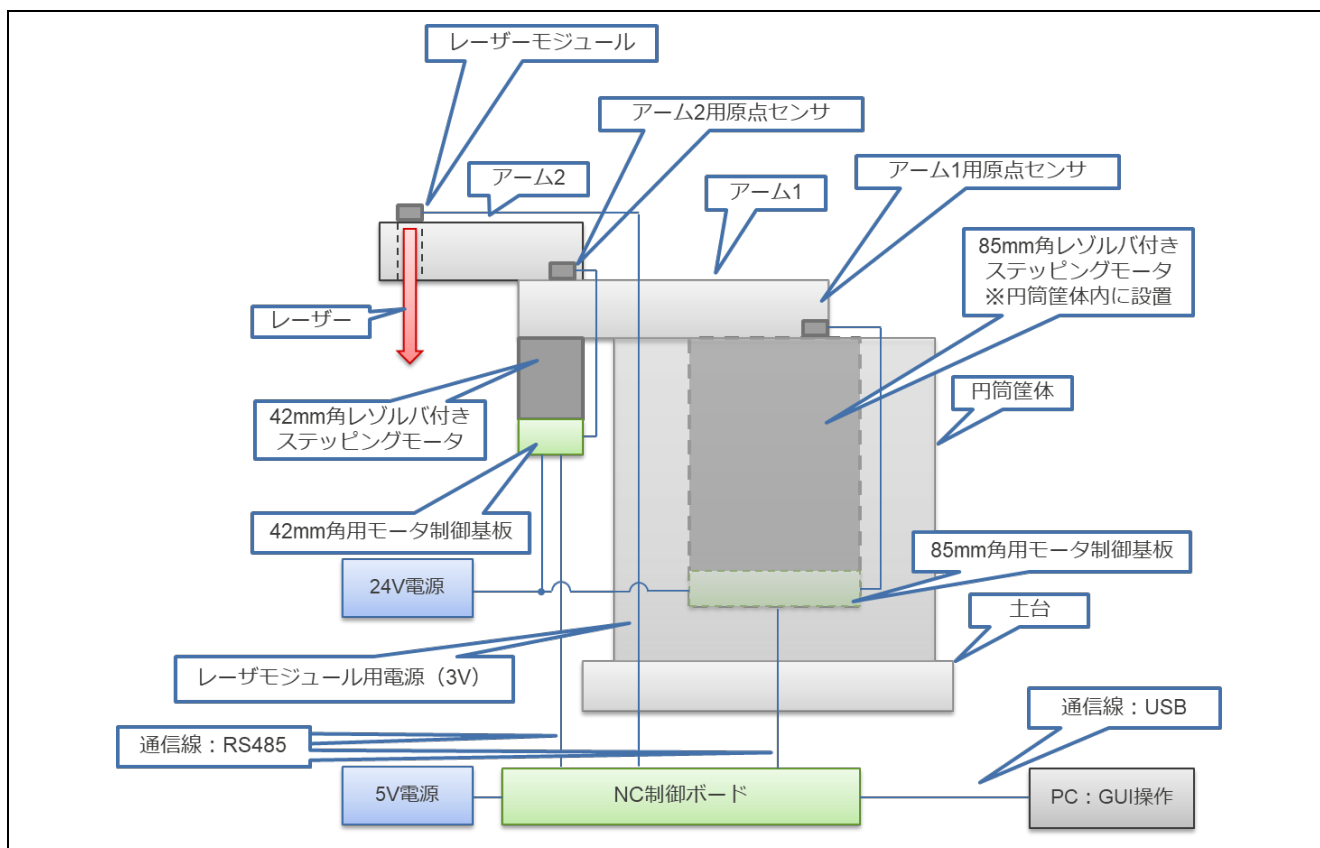 レーザーモジュール
アーム2用原点センサ
アーム2
アーム1用原点センサ
アーム1
85mm角レゾルバ付き
ステッピングモータ
※円筒筐体内に設置
レーザー
円筒筐体
42mm角レゾルバ付き
ステッピングモータ
42mm角用モータ制御基板
85mm角用モータ制御基板
24V電源
土台
レーザモジュール用電源（3V）
通信線：USB
通信線：RS485
5V電源
NC制御ボード
PC：GUI操作